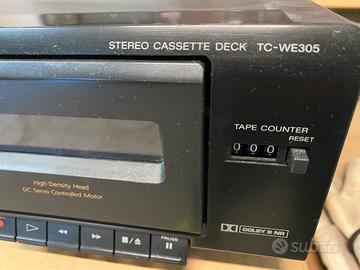 STEREO CASSETTE DECK TC-WE305
TAPE COUNTER
RESET
000
High Density Head
DC Servo Controlled Motor
DOLBY B NR
PAUSE
subito